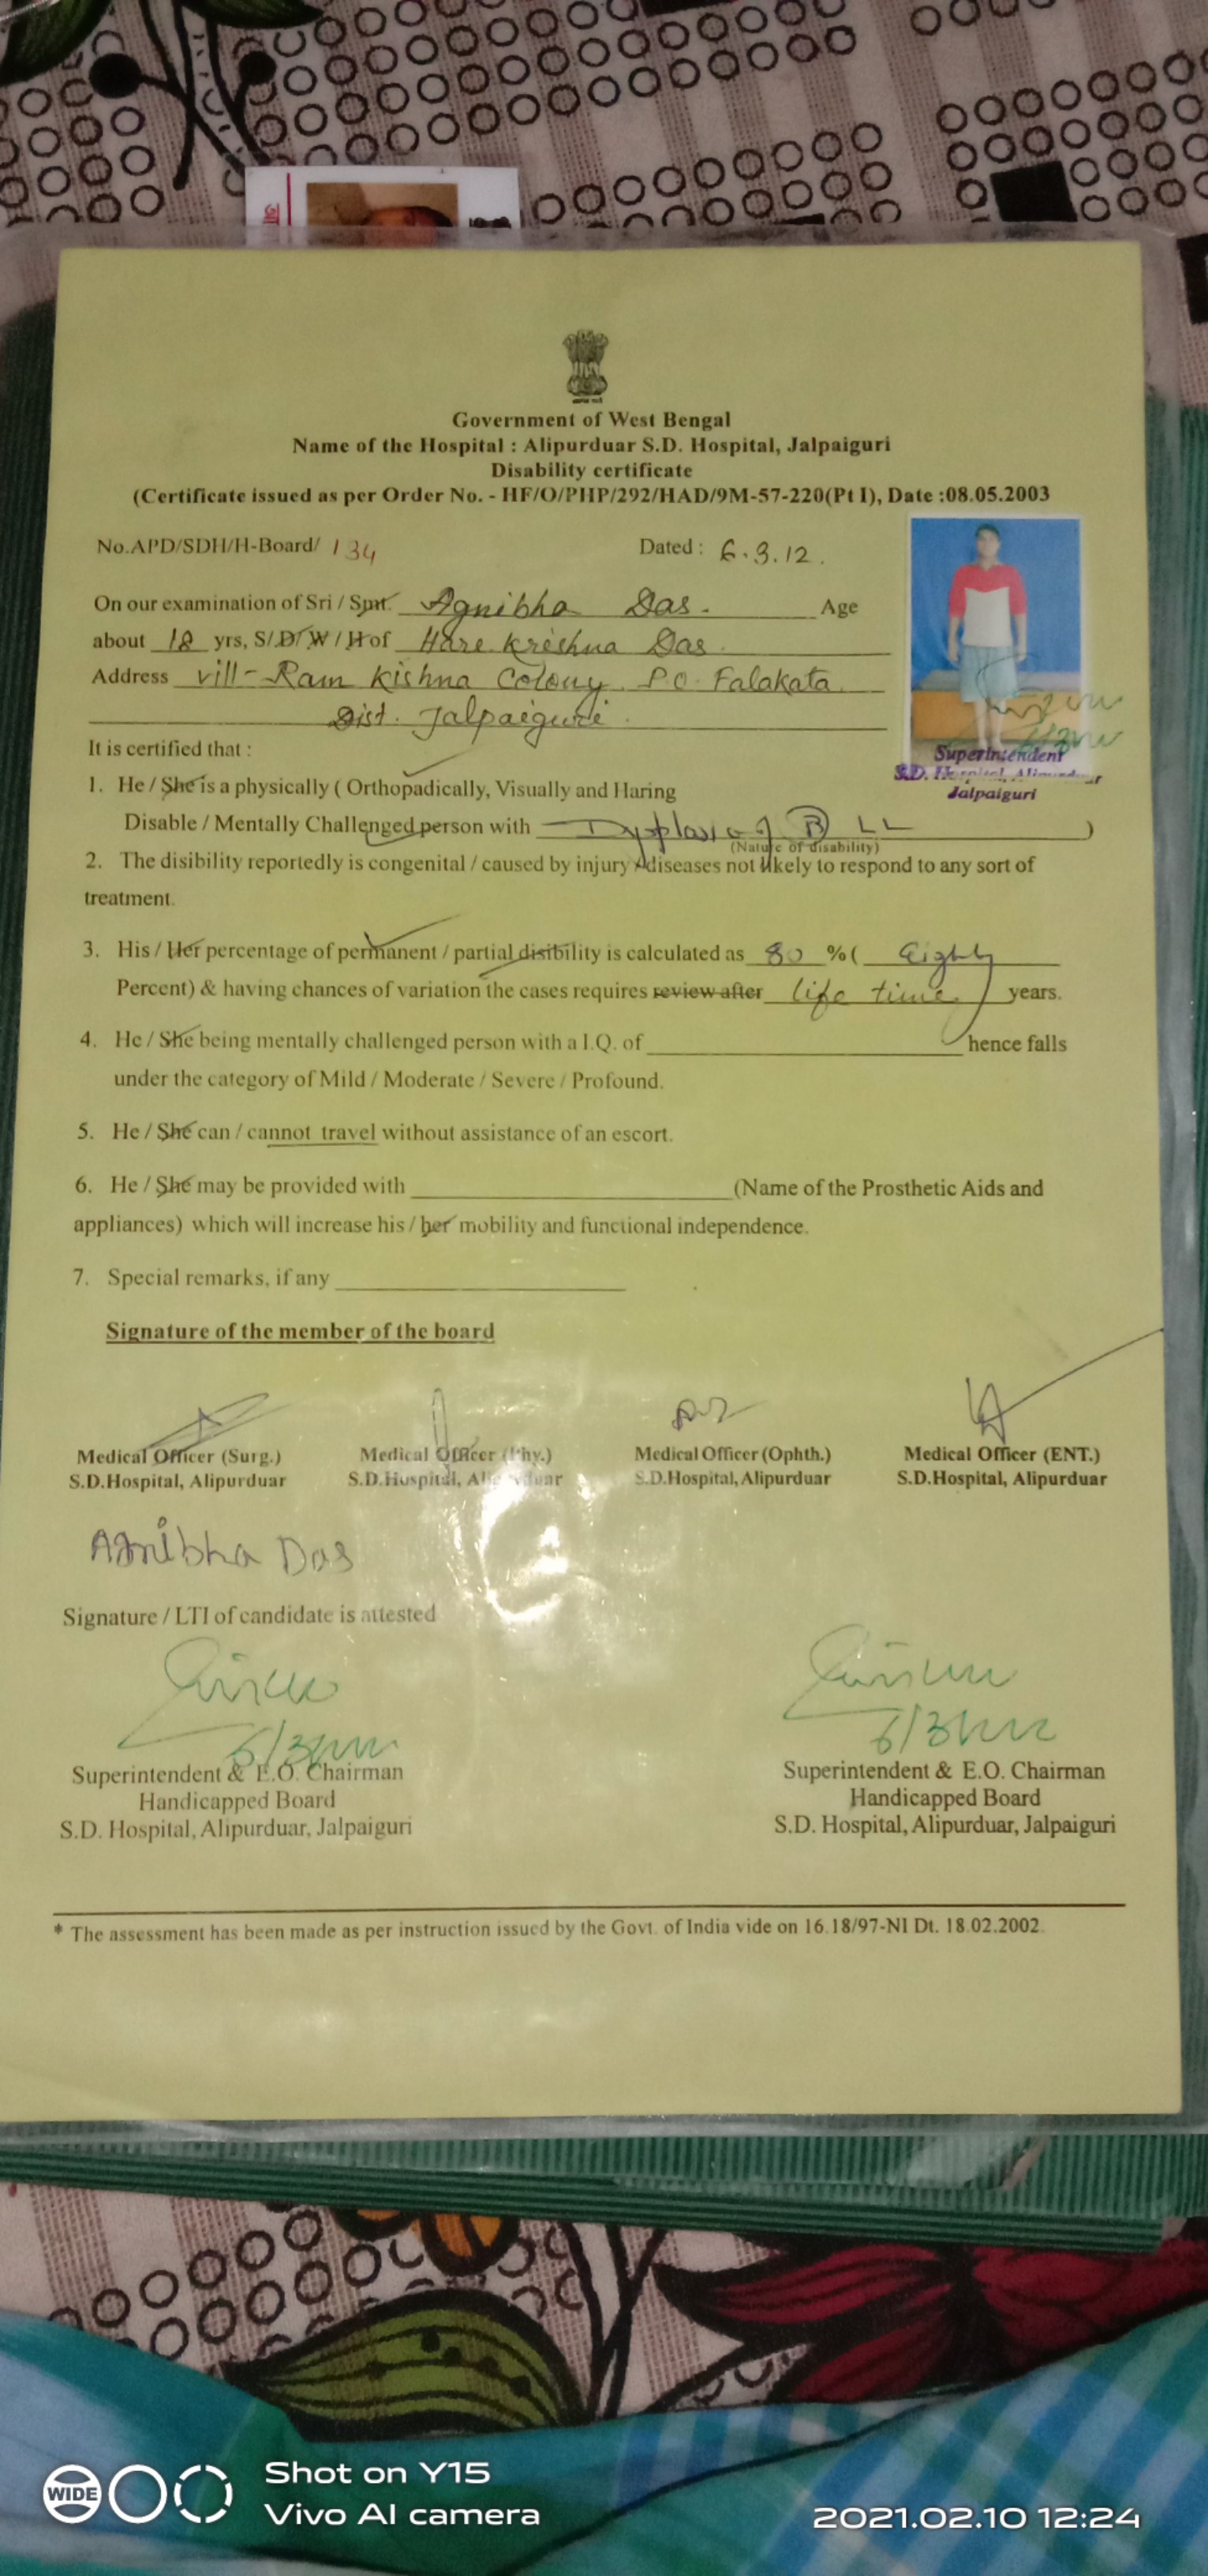 Government of West Bengal
Name of the Hospital : Alipurduar S.D. Hospital, Jalpaiguri
Disability certificate
(Certificate issued as per Order No. - HF/O/PHP/292/HAD/9M-57-220(Pt I), Date :08.05.2003
No.APD/SDH/H-Board/ 134 Dated : 6.3.12.
On our examination of Sri / Smt. Agnibha Das. Age
about 18 yrs, S/D/W/H of Hare Krishna Das.
Address vill- Ram Kishna Colony. P.O. Falakata
Dist. Jalpaiguri.
Superintendent
S.D. Hospital, Alipurduar
Jalpaiguri
It is certified that :
1. He / She is a physically ( Orthopadically, Visually and Haring
Disable / Mentally Challenged person with Dysplasia of B LL )
(Nature of disability)
2. The disibility reportedly is congenital / caused by injury / diseases not likely to respond to any sort of
treatment.
3. His / Her percentage of permanent / partial disibility is calculated as 80 %( Eighty
Percent) & having chances of variation the cases requires review after life time years.
4. He / She being mentally challenged person with a I.Q. of hence falls
under the category of Mild / Moderate / Severe / Profound.
5. He / She can / cannot travel without assistance of an escort.
6. He / She may be provided with (Name of the Prosthetic Aids and
appliances) which will increase his / her mobility and functional independence.
7. Special remarks, if any
Signature of the member of the board
Medical Officer (Surg.) Medical Officer (Phy.) Medical Officer (Ophth.) Medical Officer (ENT.)
S.D.Hospital, Alipurduar S.D.Hospital, Alipurduar S.D.Hospital, Alipurduar S.D.Hospital, Alipurduar
Agnibha Das
Signature / LTI of candidate is attested
Superintendent & E.O. Chairman Superintendent & E.O. Chairman
Handicapped Board Handicapped Board
S.D. Hospital, Alipurduar, Jalpaiguri S.D. Hospital, Alipurduar, Jalpaiguri
* The assessment has been made as per instruction issued by the Govt. of India vide on 16.18/97-NI Dt. 18.02.2002.
WIDE
Shot on Y15
Vivo AI camera
2021.02.10 12:24